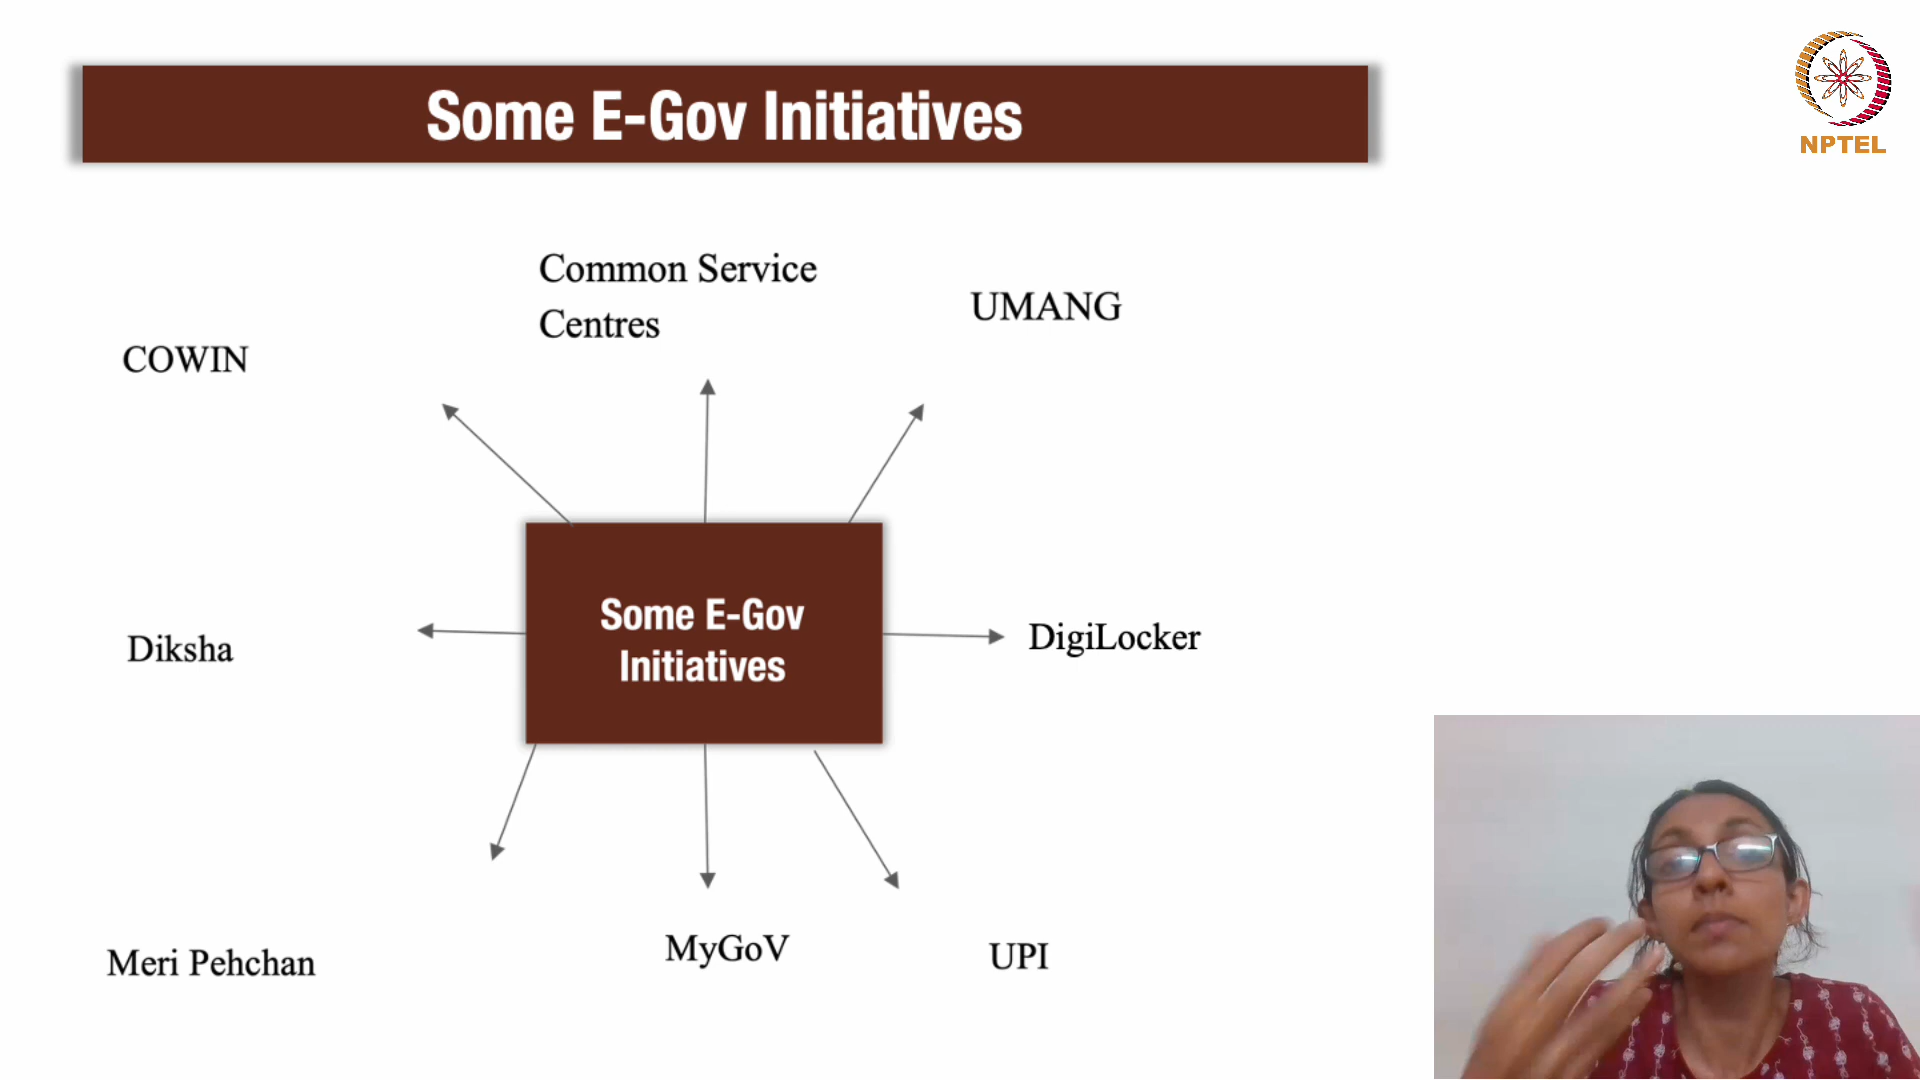 Some E-Gov Initiatives
NPTEL
Common Service
Centres
UMANG
COWIN
Some E-Gov
Initiatives
Diksha
DigiLocker
Meri Pehchan
MyGoV
UPI